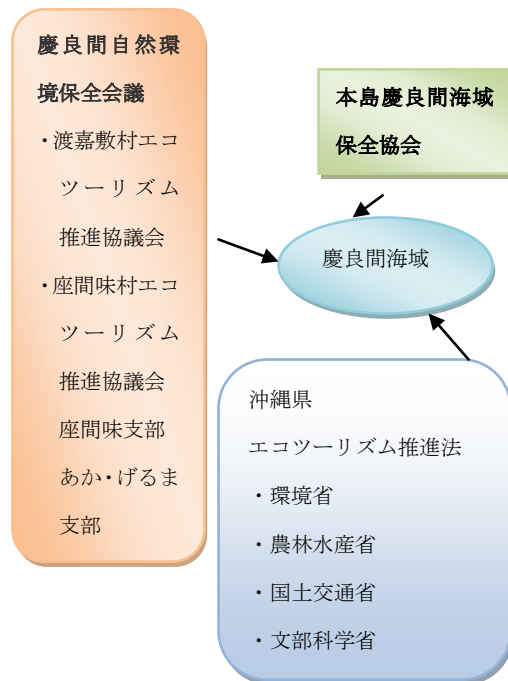 慶良間自然環
境保全会議
・渡嘉敷村エコ
ツーリズム
推進協議会
・座間味村エコ
ツーリズム
推進協議会
座間味支部
あか・げるま
支部
本島慶良間海域
保全協会
慶良間海域
沖縄県
エコツーリズム推進法
・環境省
・農林水産省
・国土交通省
・文部科学省